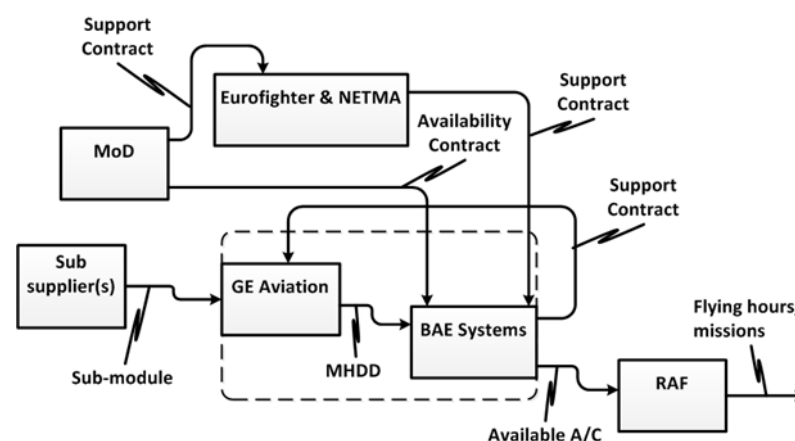 Support
Contract
Eurofighter & NETMA
Support
Contract
Availability
Contract
MoD
Support
Contract
Sub
supplier(s)
GE Aviation
BAE Systems
Flying hours,
missions
MHDD
Sub-module
RAF
Available A/C